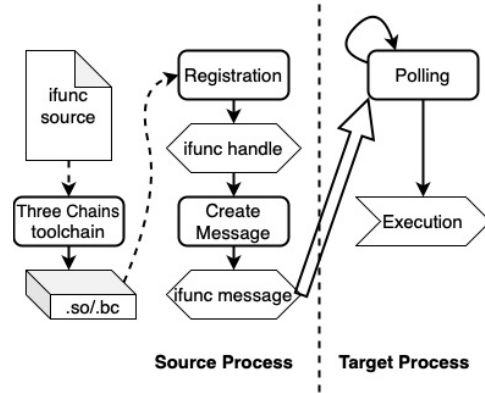 ifunc
source
Three Chains
toolchain
.so/.bc
Registration
ifunc handle
Create
Message
ifunc message
Source Process
Polling
Execution
Target Process